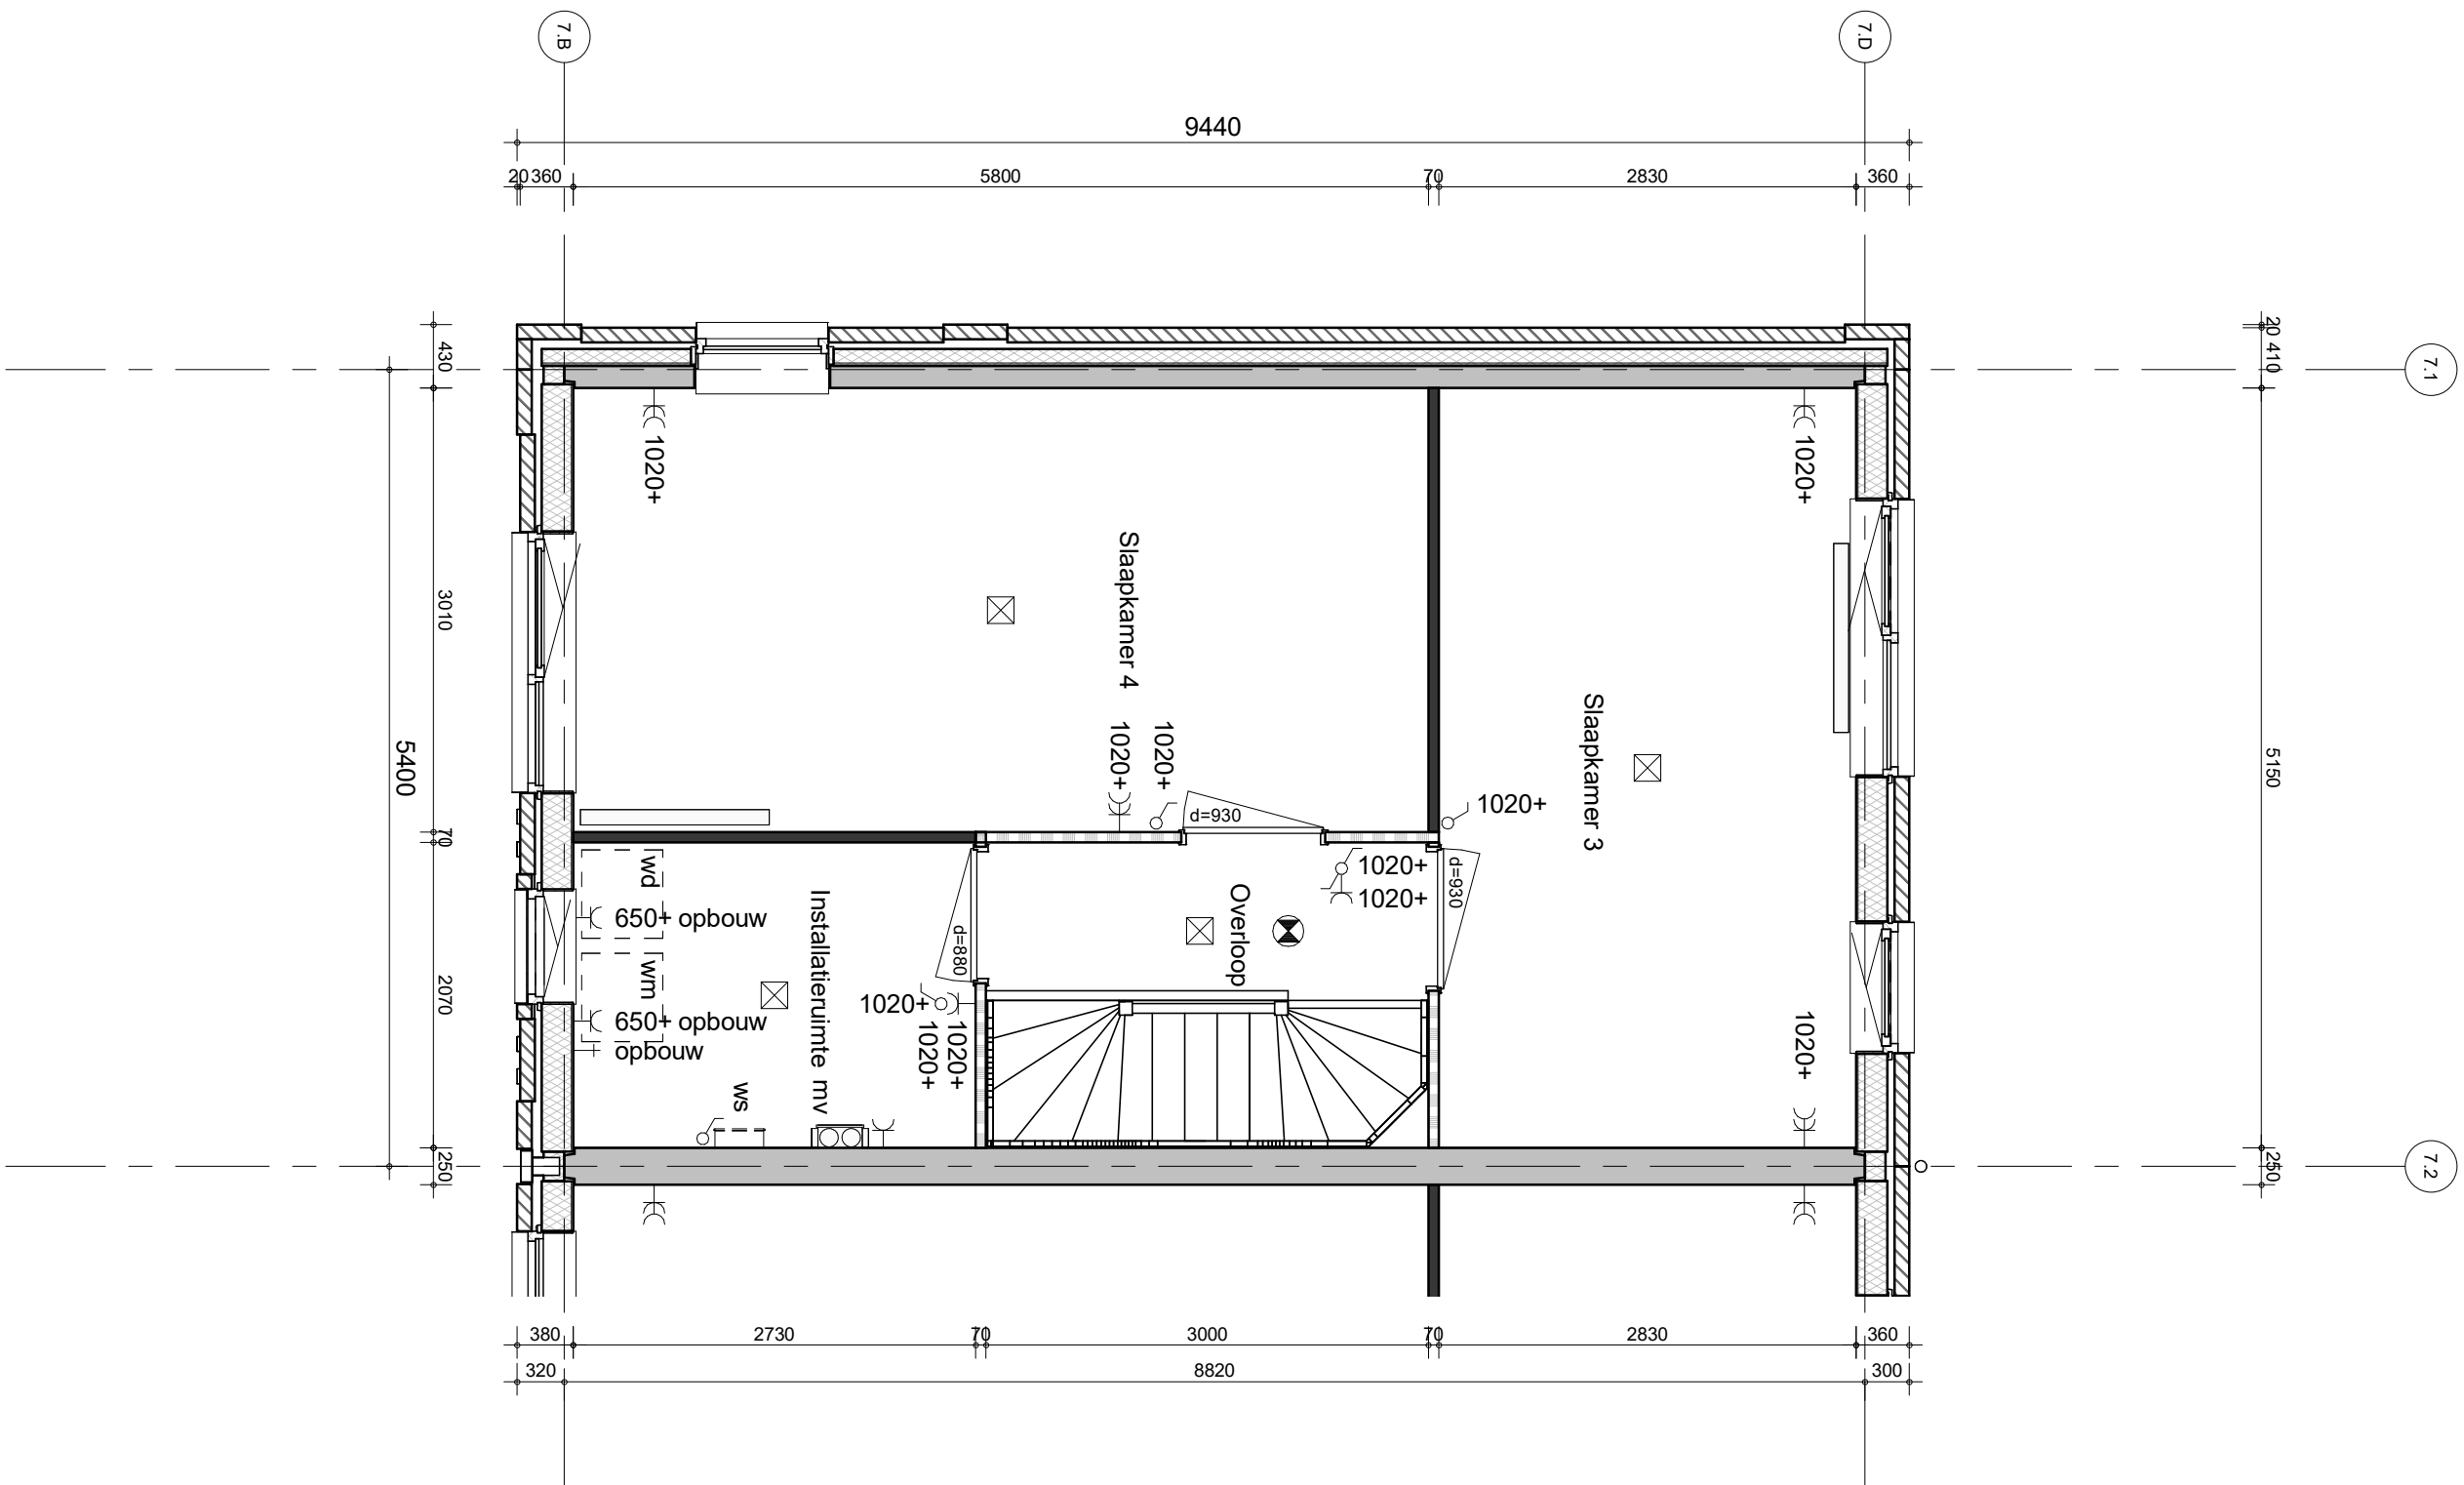 7.B
7.D
9440
20
360
5800
70
2830
360
430
20
410
7.1
1020+
1020+
Slaapkamer 4
3010
Slaapkamer 3
5150
5400
1020+
1020+
1020+
d=930
70
wd
1020+
1020+
d=930
650+ opbouw
Installatieruimte mv
Overloop
d=880
wm
2070
1020+
650+ opbouw
opbouw
1020+
1020+
1020+
ws
250
250
7.2
380
2730
70
3000
70
2830
360
320
8820
300